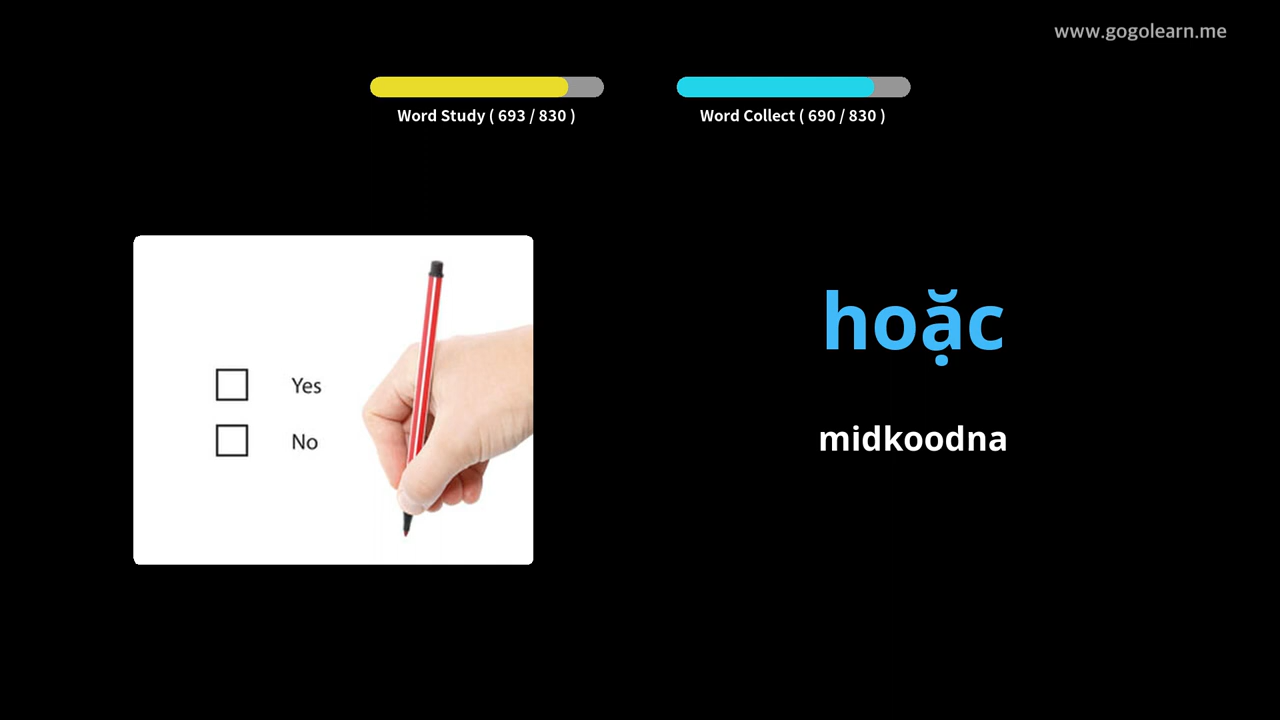 www.gogolearn.me
Word Study ( 693 / 830 )
Word Collect ( 690 / 830 )
Yes
No
hoặc
midkoodna